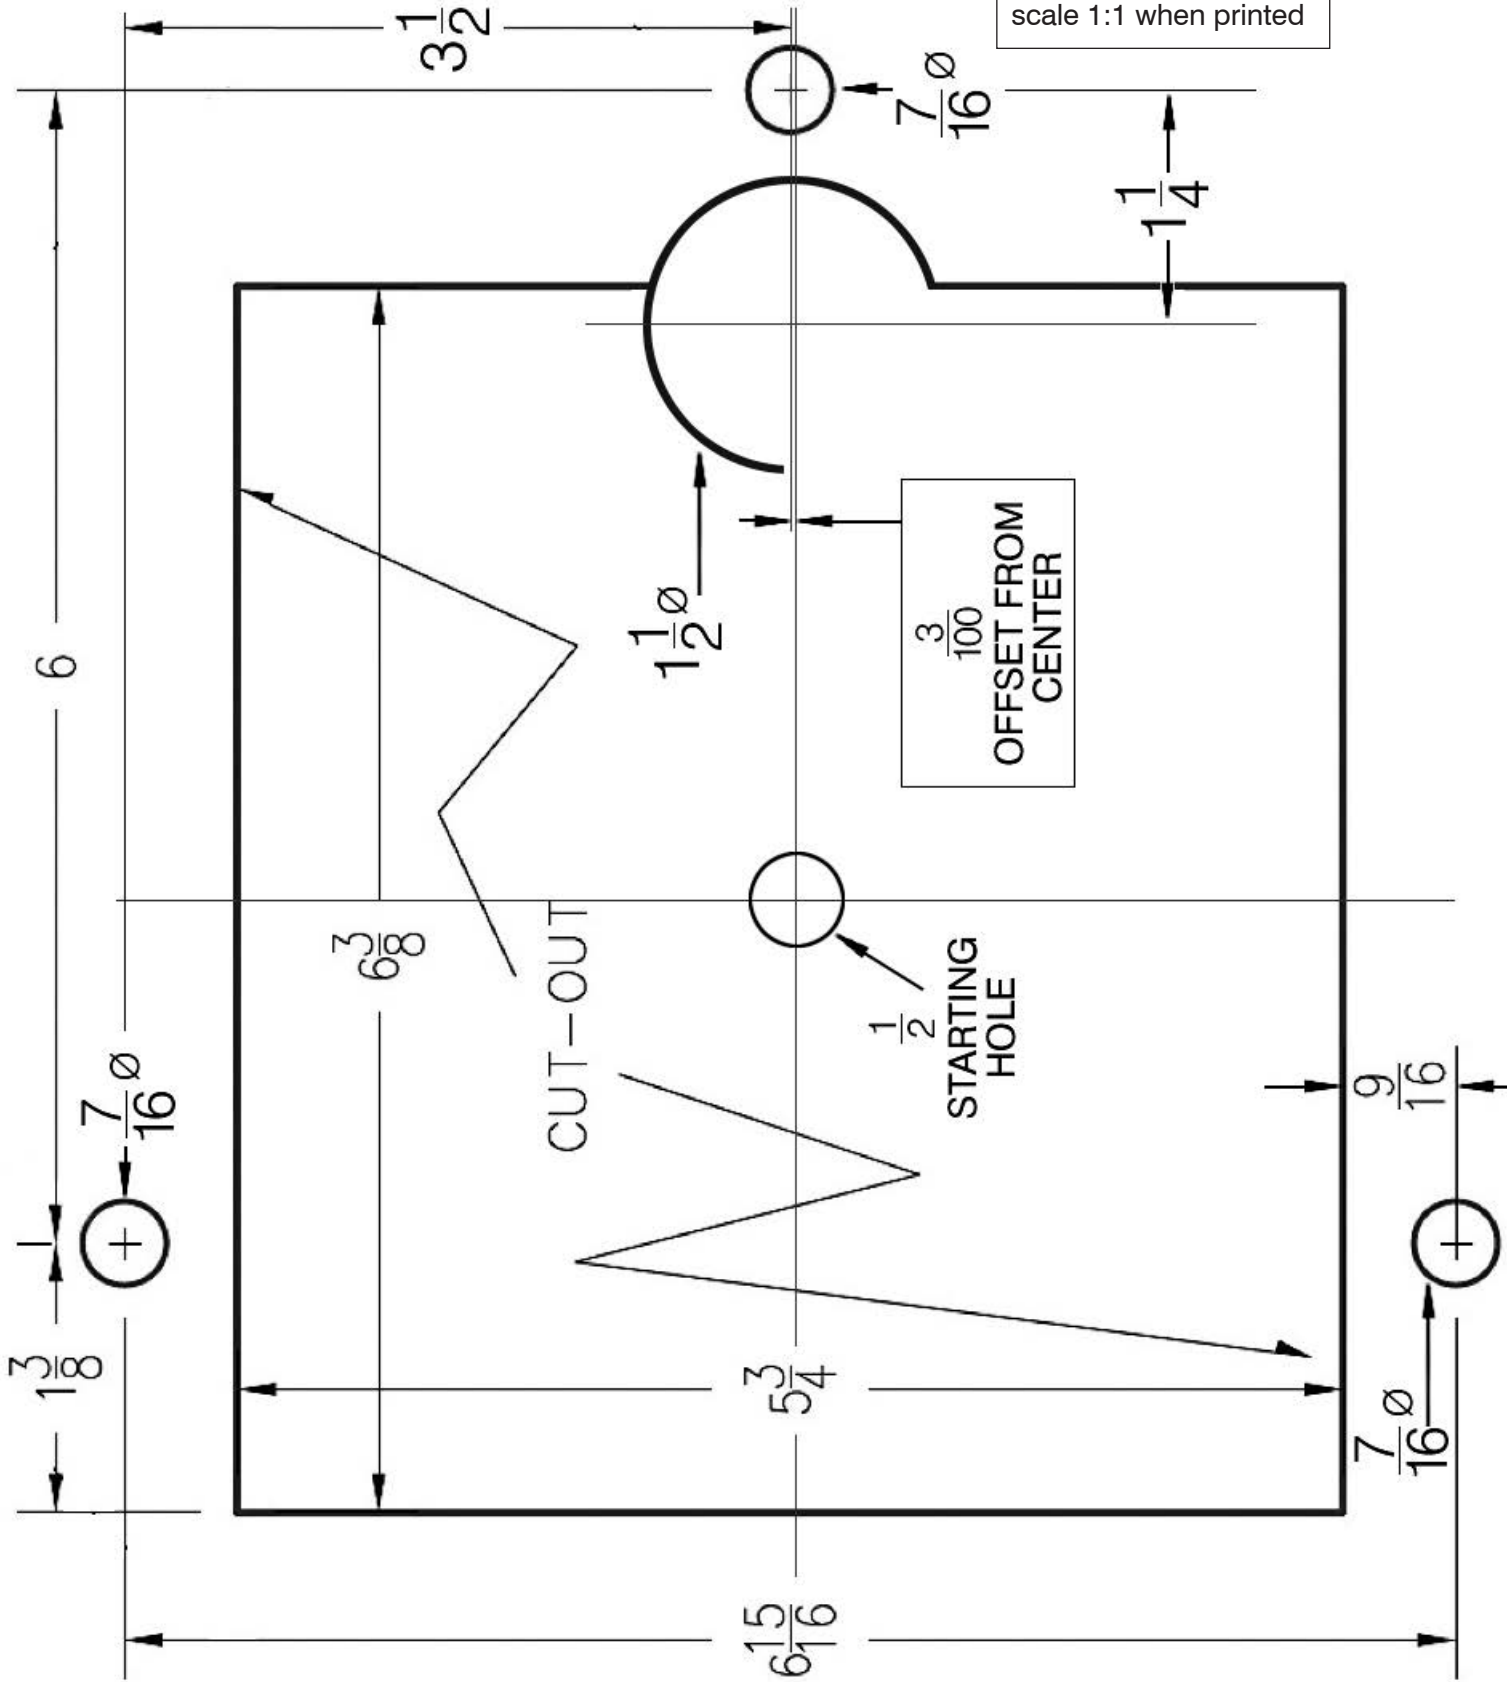 scale 1:1 when printed
3 1/2
7/16 Ø
6
1 1/4
1 1/2 Ø
3/100
OFFSET FROM
CENTER
6 3/8
CUT-OUT
1/2
STARTING
HOLE
7/16 Ø
9/16
1 3/8
5 3/4
7/16 Ø
6 15/16